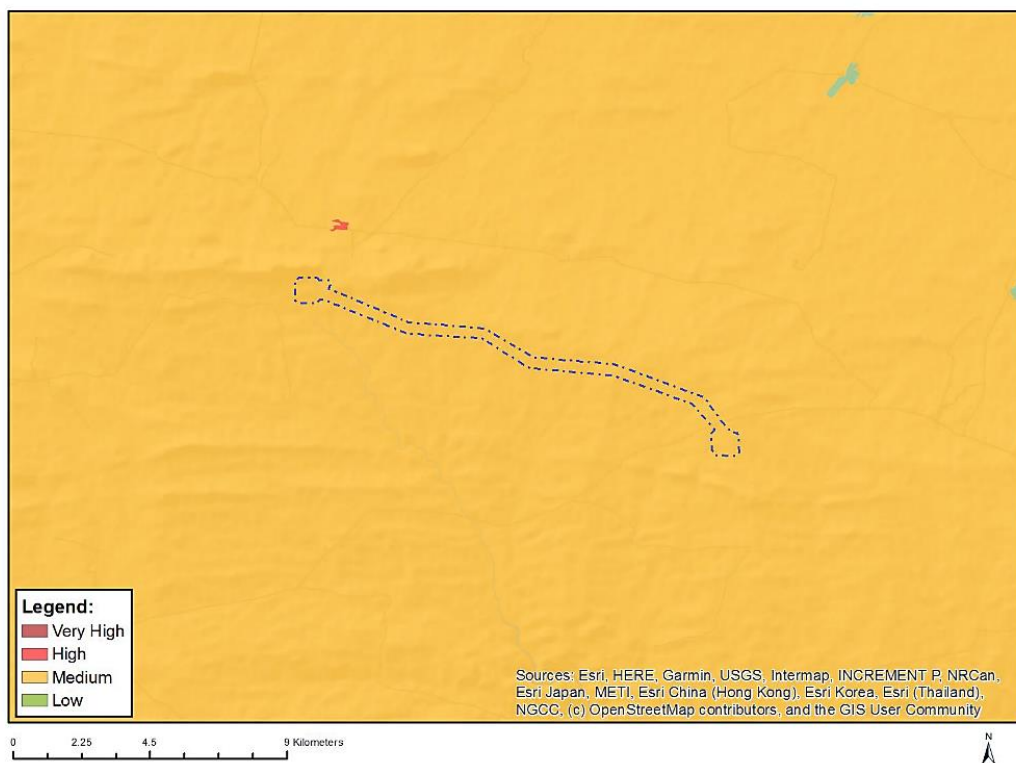 Legend:
Very High
High
Medium
Low
Sources: Esri, HERE, Garmin, USGS, Intermap, INCREMENT P, NRCan,
Esri Japan, METI, Esri China (Hong Kong), Esri Korea, Esri (Thailand),
NGCC, (c) OpenStreetMap contributors, and the GIS User Community
0 2.25 4.5 9 Kilometers
N